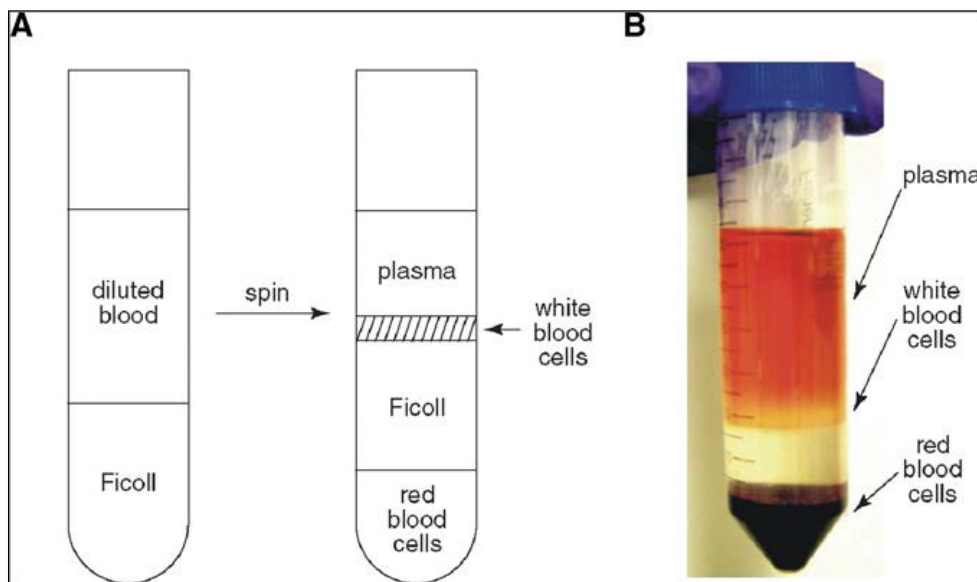 A
diluted
blood
Ficoll
spin
plasma
white
blood
cells
Ficoll
red
blood
cells
B
plasma
white
blood
cells
red
blood
cells